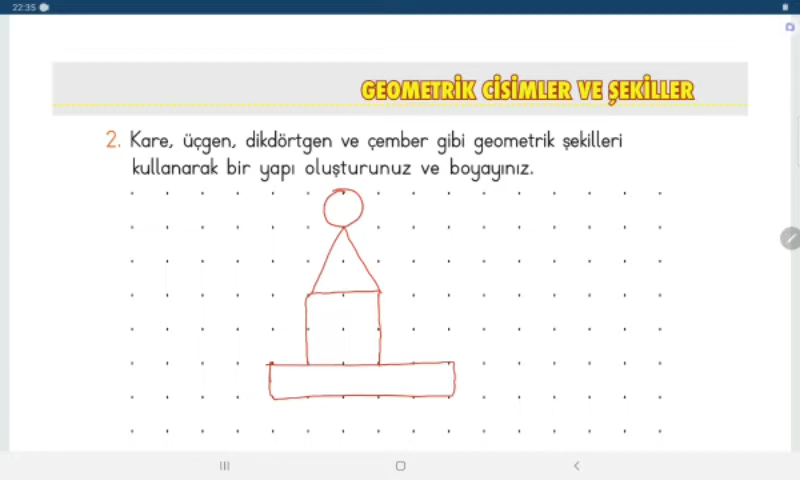 22:35
GEOMETRİK CİSİMLER VE ŞEKİLLER
2. Kare, üçgen, dikdörtgen ve çember gibi geometrik şekilleri
kullanarak bir yapı oluşturunuz ve boyayınız.